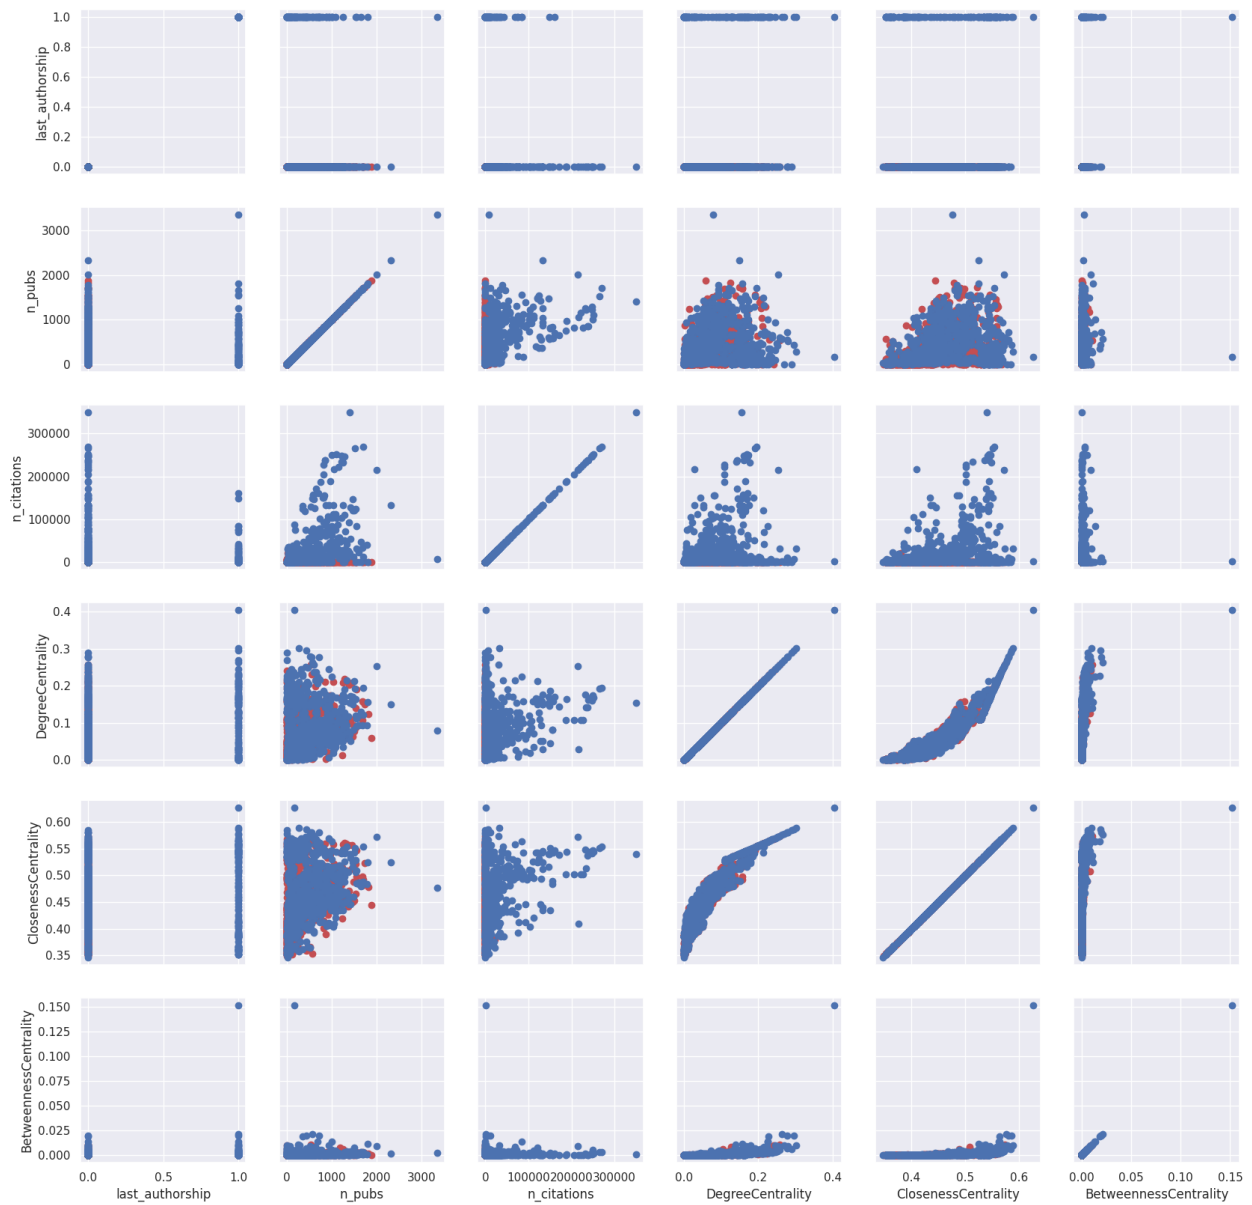 1.0
0.8
0.6
0.4
0.2
0.0
last_authorship
3000
2000
1000
0
n_pubs
300000
200000
100000
0
n_citations
0.4
0.3
0.2
0.1
0.0
DegreeCentrality
0.60
0.55
0.50
0.45
0.40
0.35
ClosenessCentrality
0.150
0.125
0.100
0.075
0.050
0.025
0.000
BetweennessCentrality
0.0 0.5 1.0
last_authorship
0 1000 2000 3000
n_pubs
0 100000 200000 300000
n_citations
0.0 0.2 0.4
DegreeCentrality
0.4 0.5 0.6
ClosenessCentrality
0.00 0.05 0.10 0.15
BetweennessCentrality